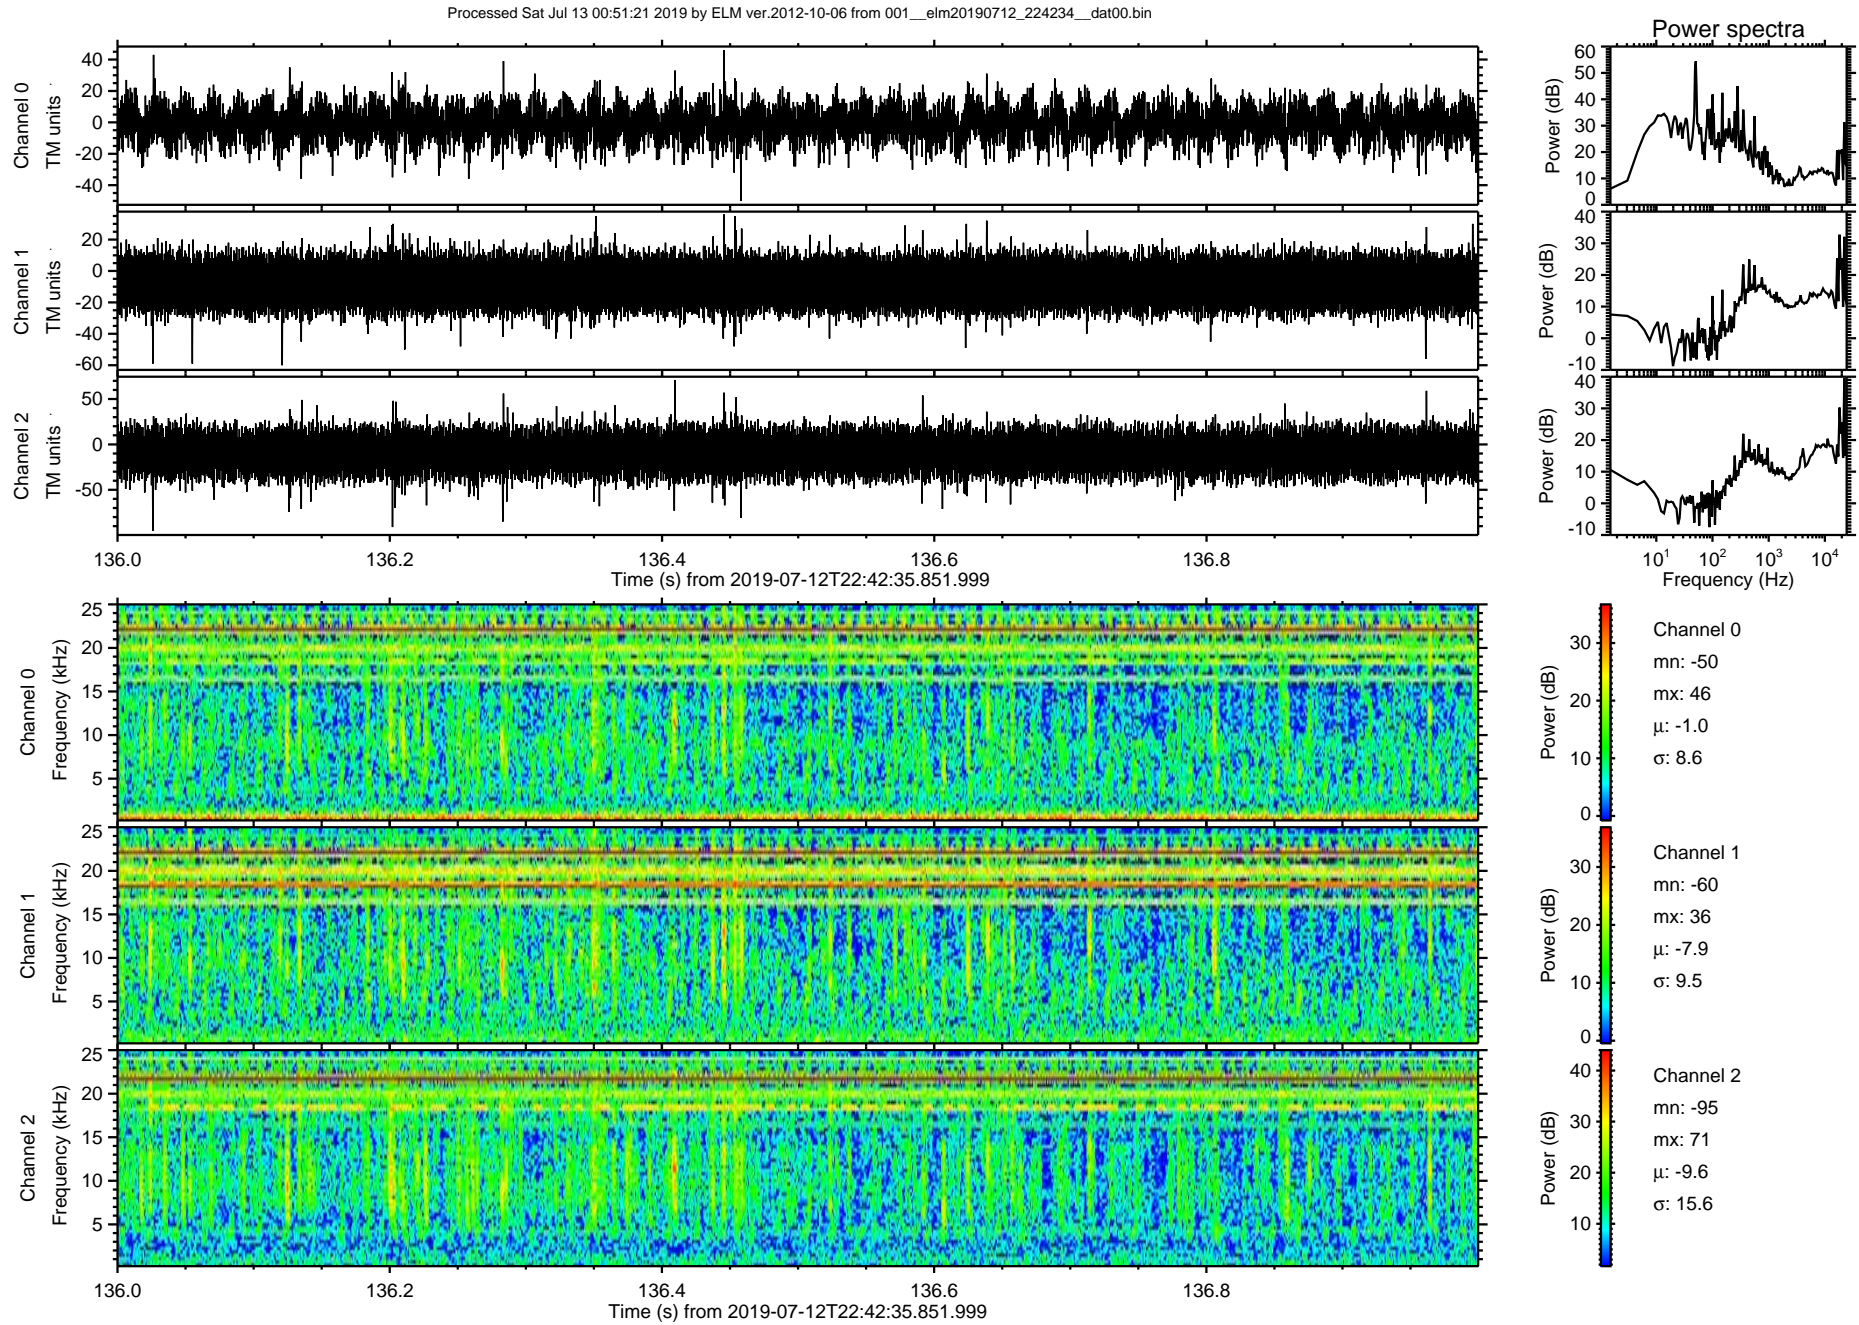 Processed Sat Jul 13 00:51:21 2019 by ELM ver.2012-10-06 from 001__elm20190712_224234__dat00.bin
Power spectra
Channel 0
TM units
40
20
0
-20
-40
Power (dB)
60
50
40
30
20
10
0
Channel 1
TM units
20
0
-20
-40
-60
Power (dB)
40
30
20
10
0
-10
Channel 2
TM units
50
0
-50
Power (dB)
40
30
20
10
0
-10
136.0 136.2 136.4 136.6 136.8
Time (s) from 2019-07-12T22:42:35.851.999
10^1 10^2 10^3 10^4
Frequency (Hz)
Channel 0
Frequency (kHz)
25
20
15
10
5
Power (dB)
30
20
10
0
Channel 0
mn: -50
mx: 46
μ: -1.0
σ: 8.6
Channel 1
Frequency (kHz)
25
20
15
10
5
Power (dB)
30
20
10
0
Channel 1
mn: -60
mx: 36
μ: -7.9
σ: 9.5
Channel 2
Frequency (kHz)
25
20
15
10
5
Power (dB)
40
30
20
10
Channel 2
mn: -95
mx: 71
μ: -9.6
σ: 15.6
136.0 136.2 136.4 136.6 136.8
Time (s) from 2019-07-12T22:42:35.851.999